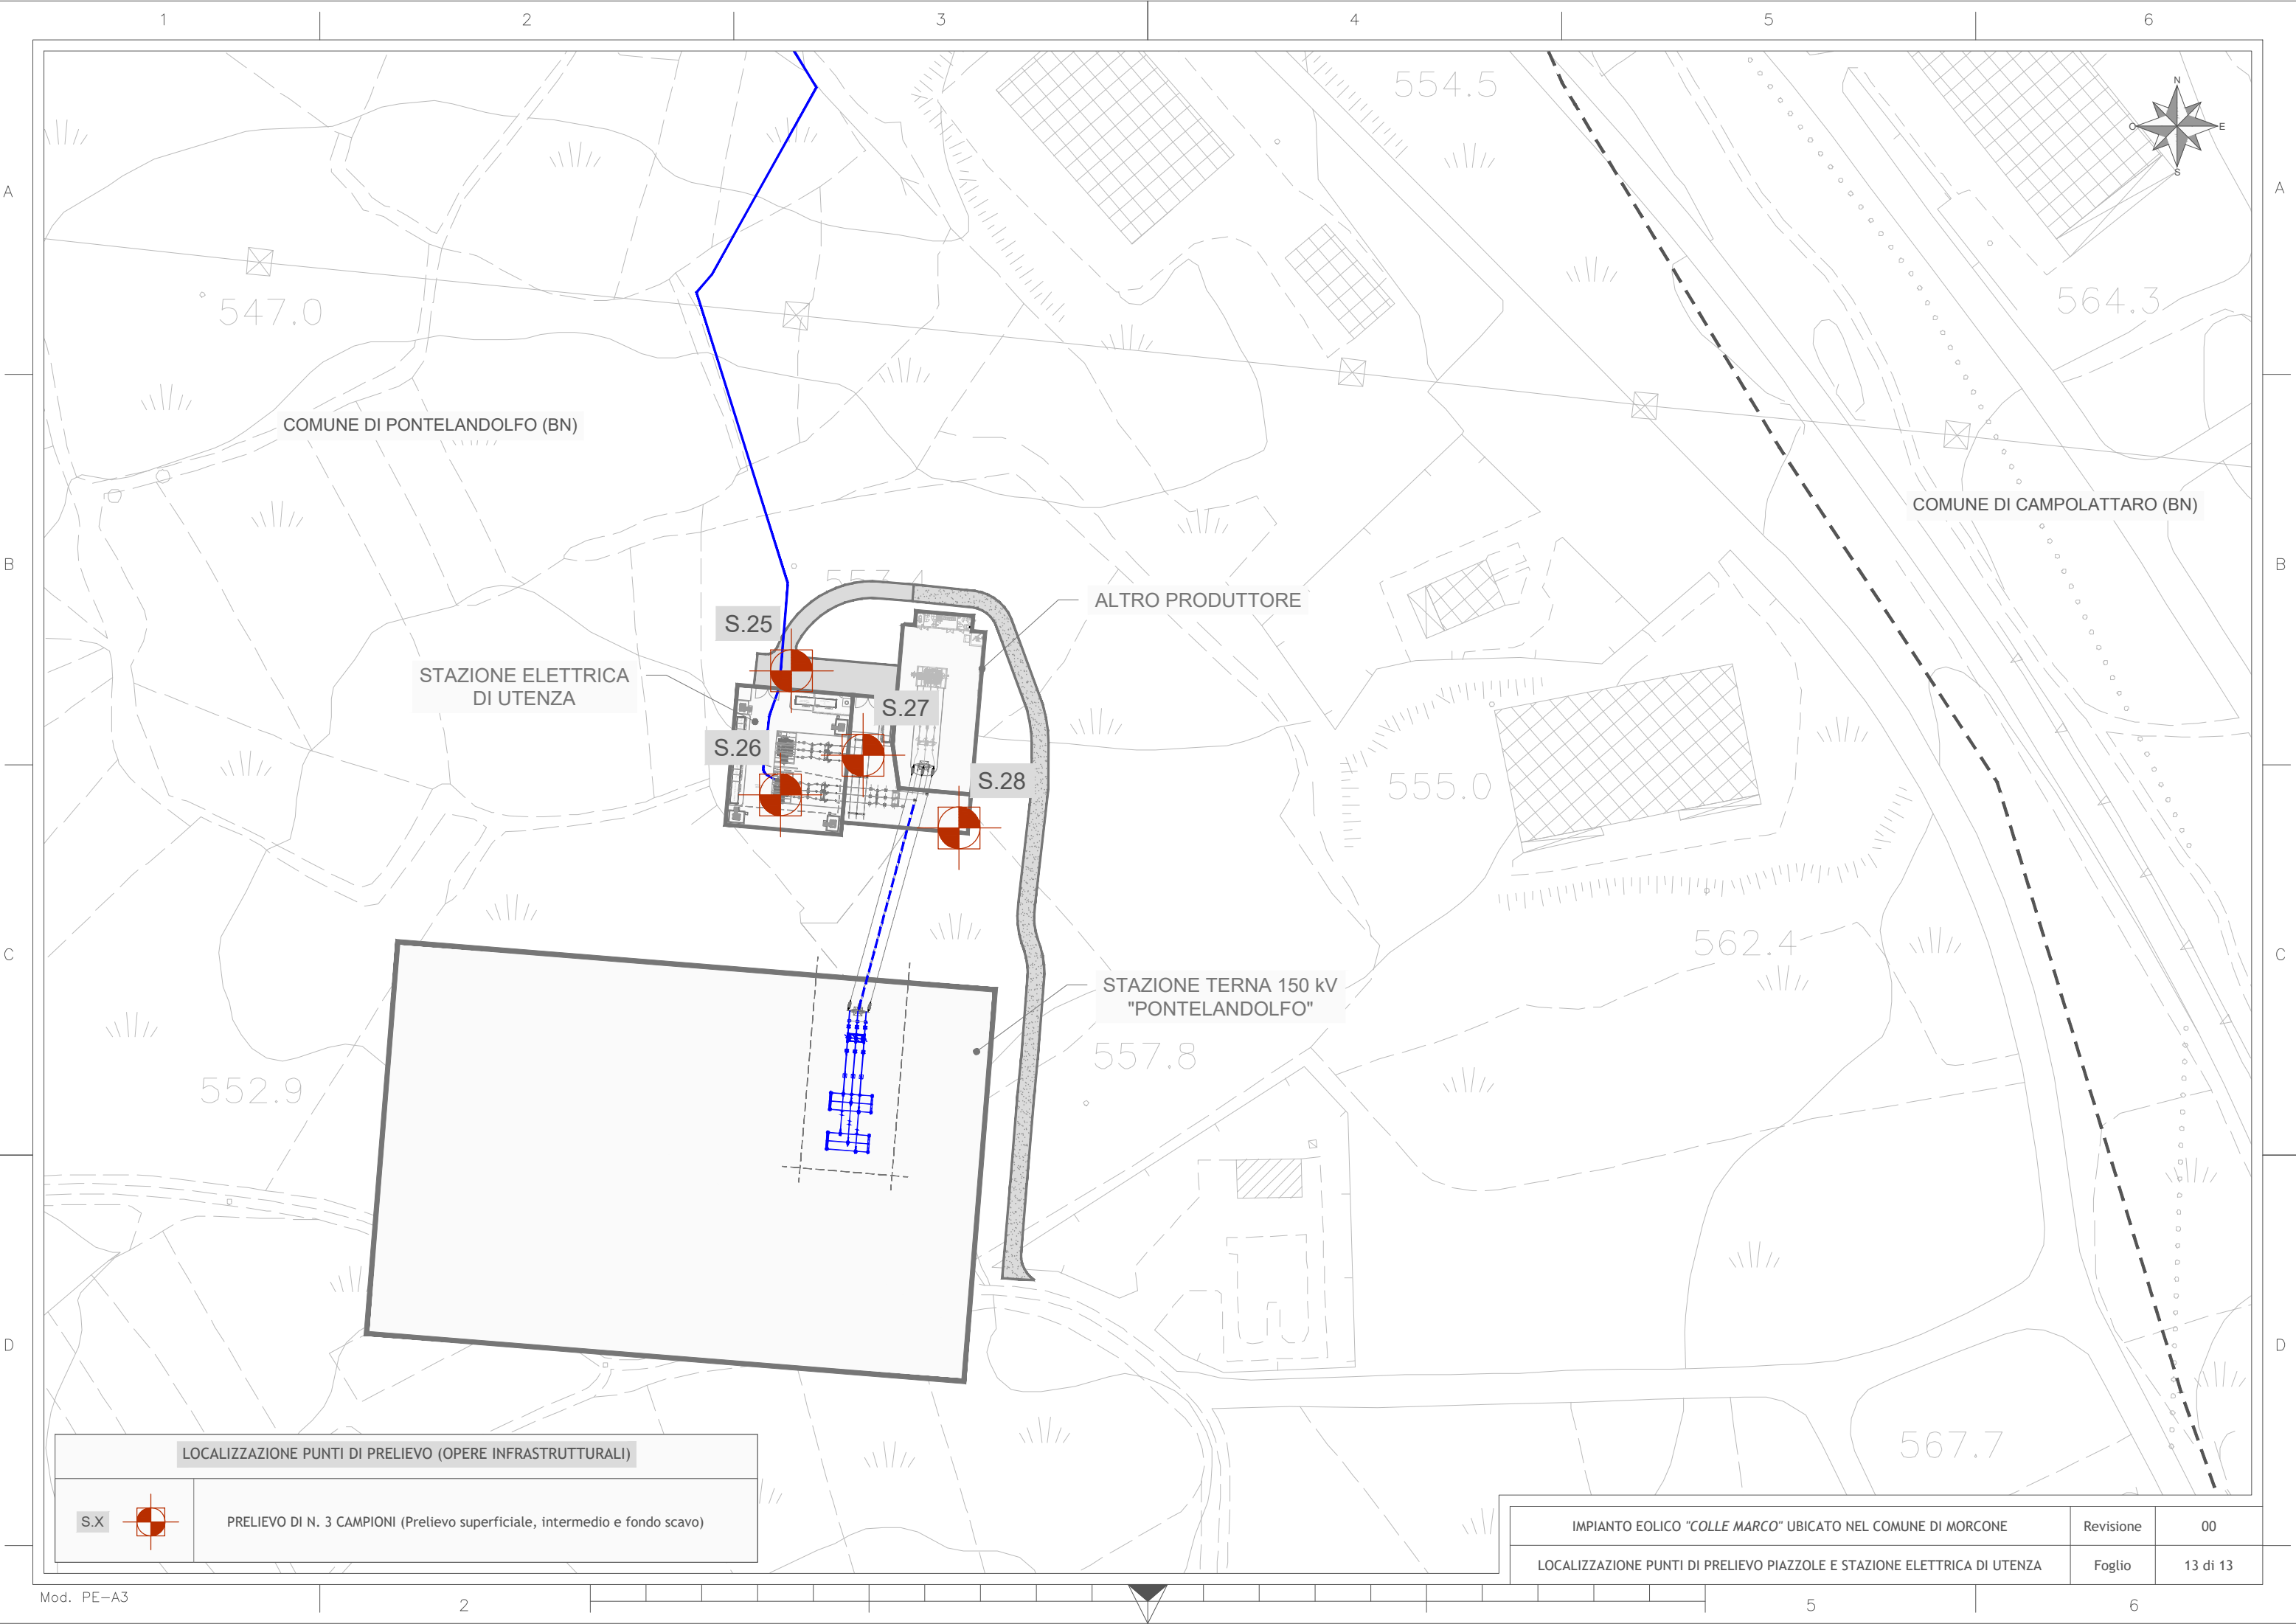 1 2 3 4 5 6
A A
554.5
N
O E
S
547.0
564.3
COMUNE DI PONTELANDOLFO (BN)
COMUNE DI CAMPOLATTARO (BN)
B B
ALTRO PRODUTTORE
S.25
STAZIONE ELETTRICA
DI UTENZA
S.27
S.26
S.28
555.0
562.4
C C
STAZIONE TERNA 150 kV
"PONTELANDOLFO"
557.8
552.9
D D
567.7
LOCALIZZAZIONE PUNTI DI PRELIEVO (OPERE INFRASTRUTTURALI)
S.X PRELIEVO DI N. 3 CAMPIONI (Prelievo superficiale, intermedio e fondo scavo)
IMPIANTO EOLICO "COLLE MARCO" UBICATO NEL COMUNE DI MORCONE Revisione 00
LOCALIZZAZIONE PUNTI DI PRELIEVO PIAZZOLE E STAZIONE ELETTRICA DI UTENZA Foglio 13 di 13
Mod. PE-A3
2 5 6